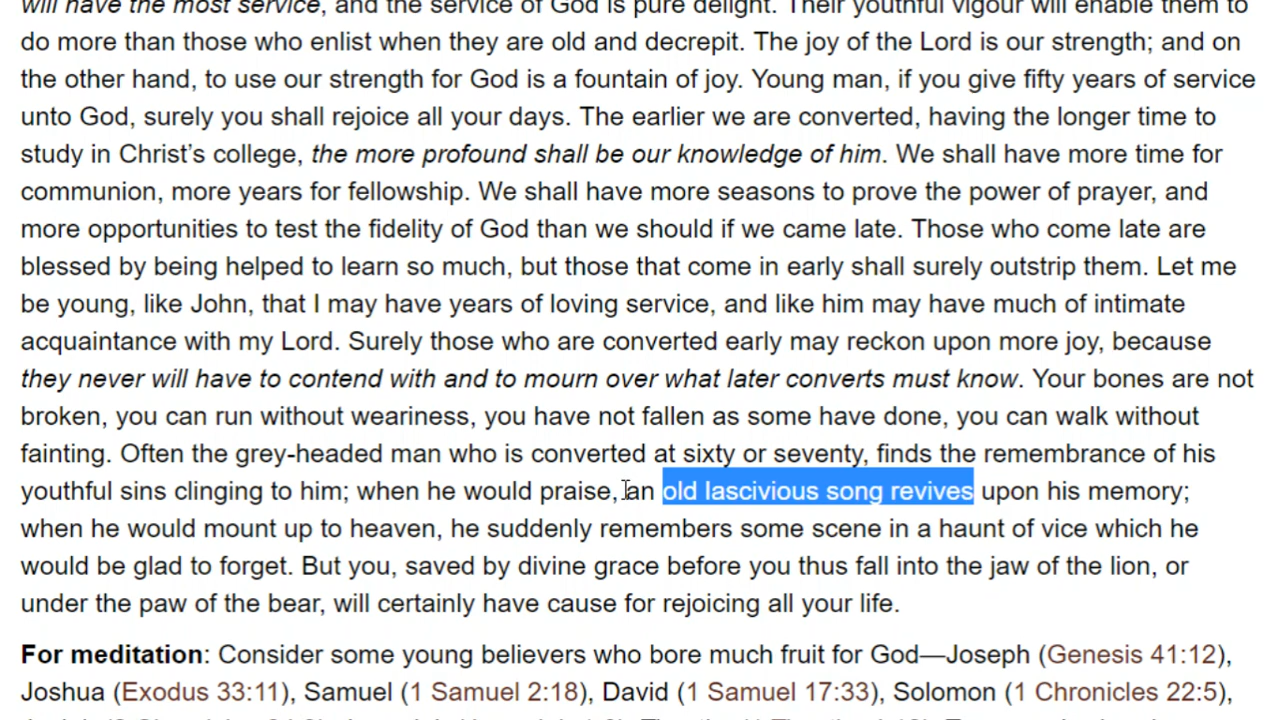 will have the most service, and the service of God is pure delight. Their youthful vigour will enable them to
do more than those who enlist when they are old and decrepit. The joy of the Lord is our strength; and on
the other hand, to use our strength for God is a fountain of joy. Young man, if you give fifty years of service
unto God, surely you shall rejoice all your days. The earlier we are converted, having the longer time to
study in Christ’s college, the more profound shall be our knowledge of him. We shall have more time for
communion, more years for fellowship. We shall have more seasons to prove the power of prayer, and
more opportunities to test the fidelity of God than we should if we came late. Those who come late are
blessed by being helped to learn so much, but those that come in early shall surely outstrip them. Let me
be young, like John, that I may have years of loving service, and like him may have much of intimate
acquaintance with my Lord. Surely those who are converted early may reckon upon more joy, because
they never will have to contend with and to mourn over what later converts must know. Your bones are not
broken, you can run without weariness, you have not fallen as some have done, you can walk without
fainting. Often the grey-headed man who is converted at sixty or seventy, finds the remembrance of his
youthful sins clinging to him; when he would praise, an old lascivious song revives upon his memory;
when he would mount up to heaven, he suddenly remembers some scene in a haunt of vice which he
would be glad to forget. But you, saved by divine grace before you thus fall into the jaw of the lion, or
under the paw of the bear, will certainly have cause for rejoicing all your life.
For meditation: Consider some young believers who bore much fruit for God—Joseph (Genesis 41:12),
Joshua (Exodus 33:11), Samuel (1 Samuel 2:18), David (1 Samuel 17:33), Solomon (1 Chronicles 22:5),